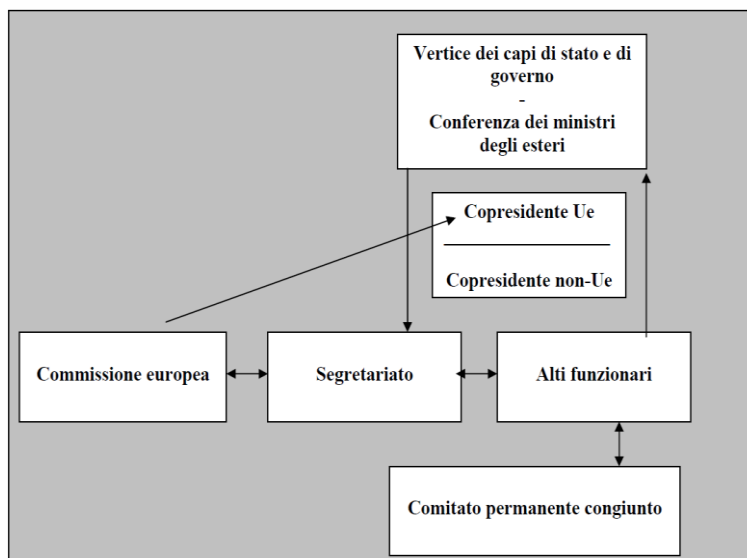 Vertice dei capi di stato e di
governo
-
Conferenza dei ministri
degli esteri
Copresidente Ue
Copresidente non-Ue
Commissione europea
Segretariato
Alti funzionari
Comitato permanente congiunto